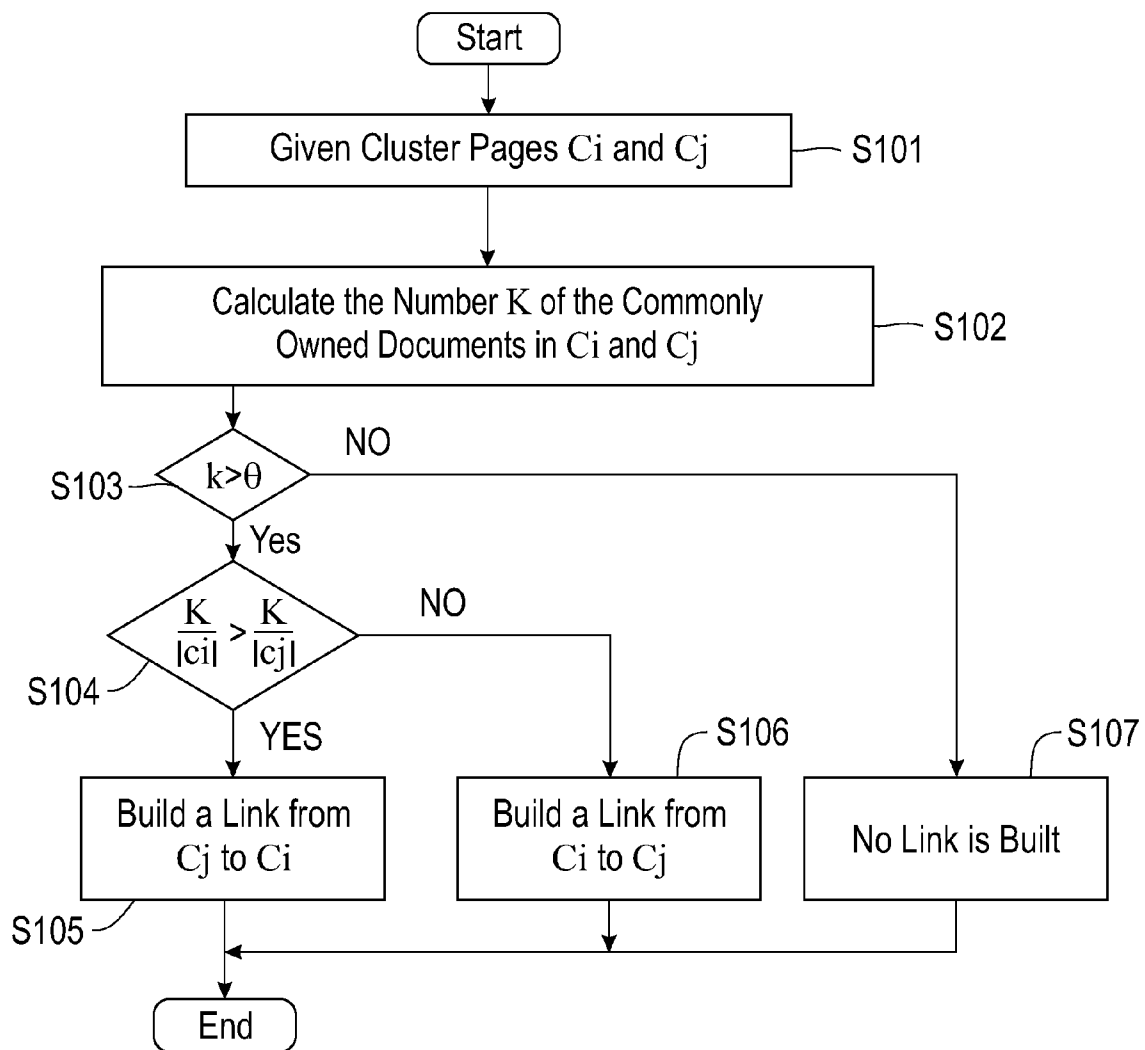 Start
Given Cluster Pages Ci and Cj
S101
Calculate the Number K of the Commonly
Owned Documents in Ci and Cj
S102
k>θ
NO
S103
Yes
K/|ci| > K/|cj|
NO
S104
YES
S106
S107
Build a Link from
Cj to Ci
Build a Link from
Ci to Cj
No Link is Built
S105
End